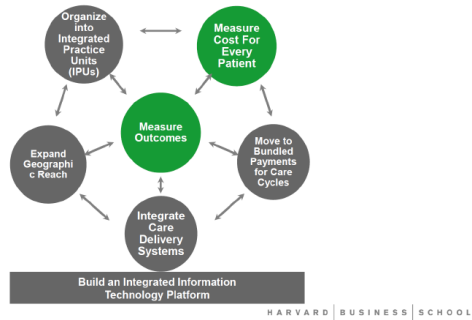 Organize
into
Integrated
Practice
Units
(IPUs)
Measure
Cost For
Every
Patient
Measure
Outcomes
Expand
Geographi
c Reach
Move to
Bundled
Payments
for Care
Cycles
Integrate
Care
Delivery
Systems
Build an Integrated Information
Technology Platform
HARVARD BUSINESS SCHOOL